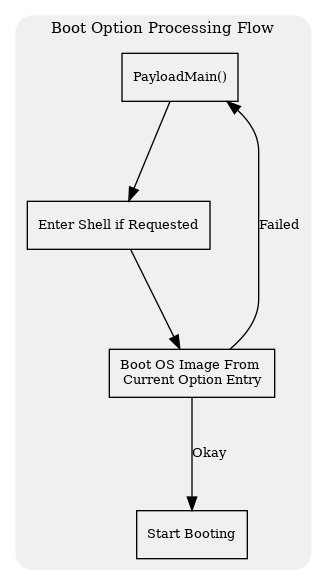 Boot Option Processing Flow
PayloadMain()
Enter Shell if Requested
Failed
Boot OS Image From
Current Option Entry
Okay
Start Booting